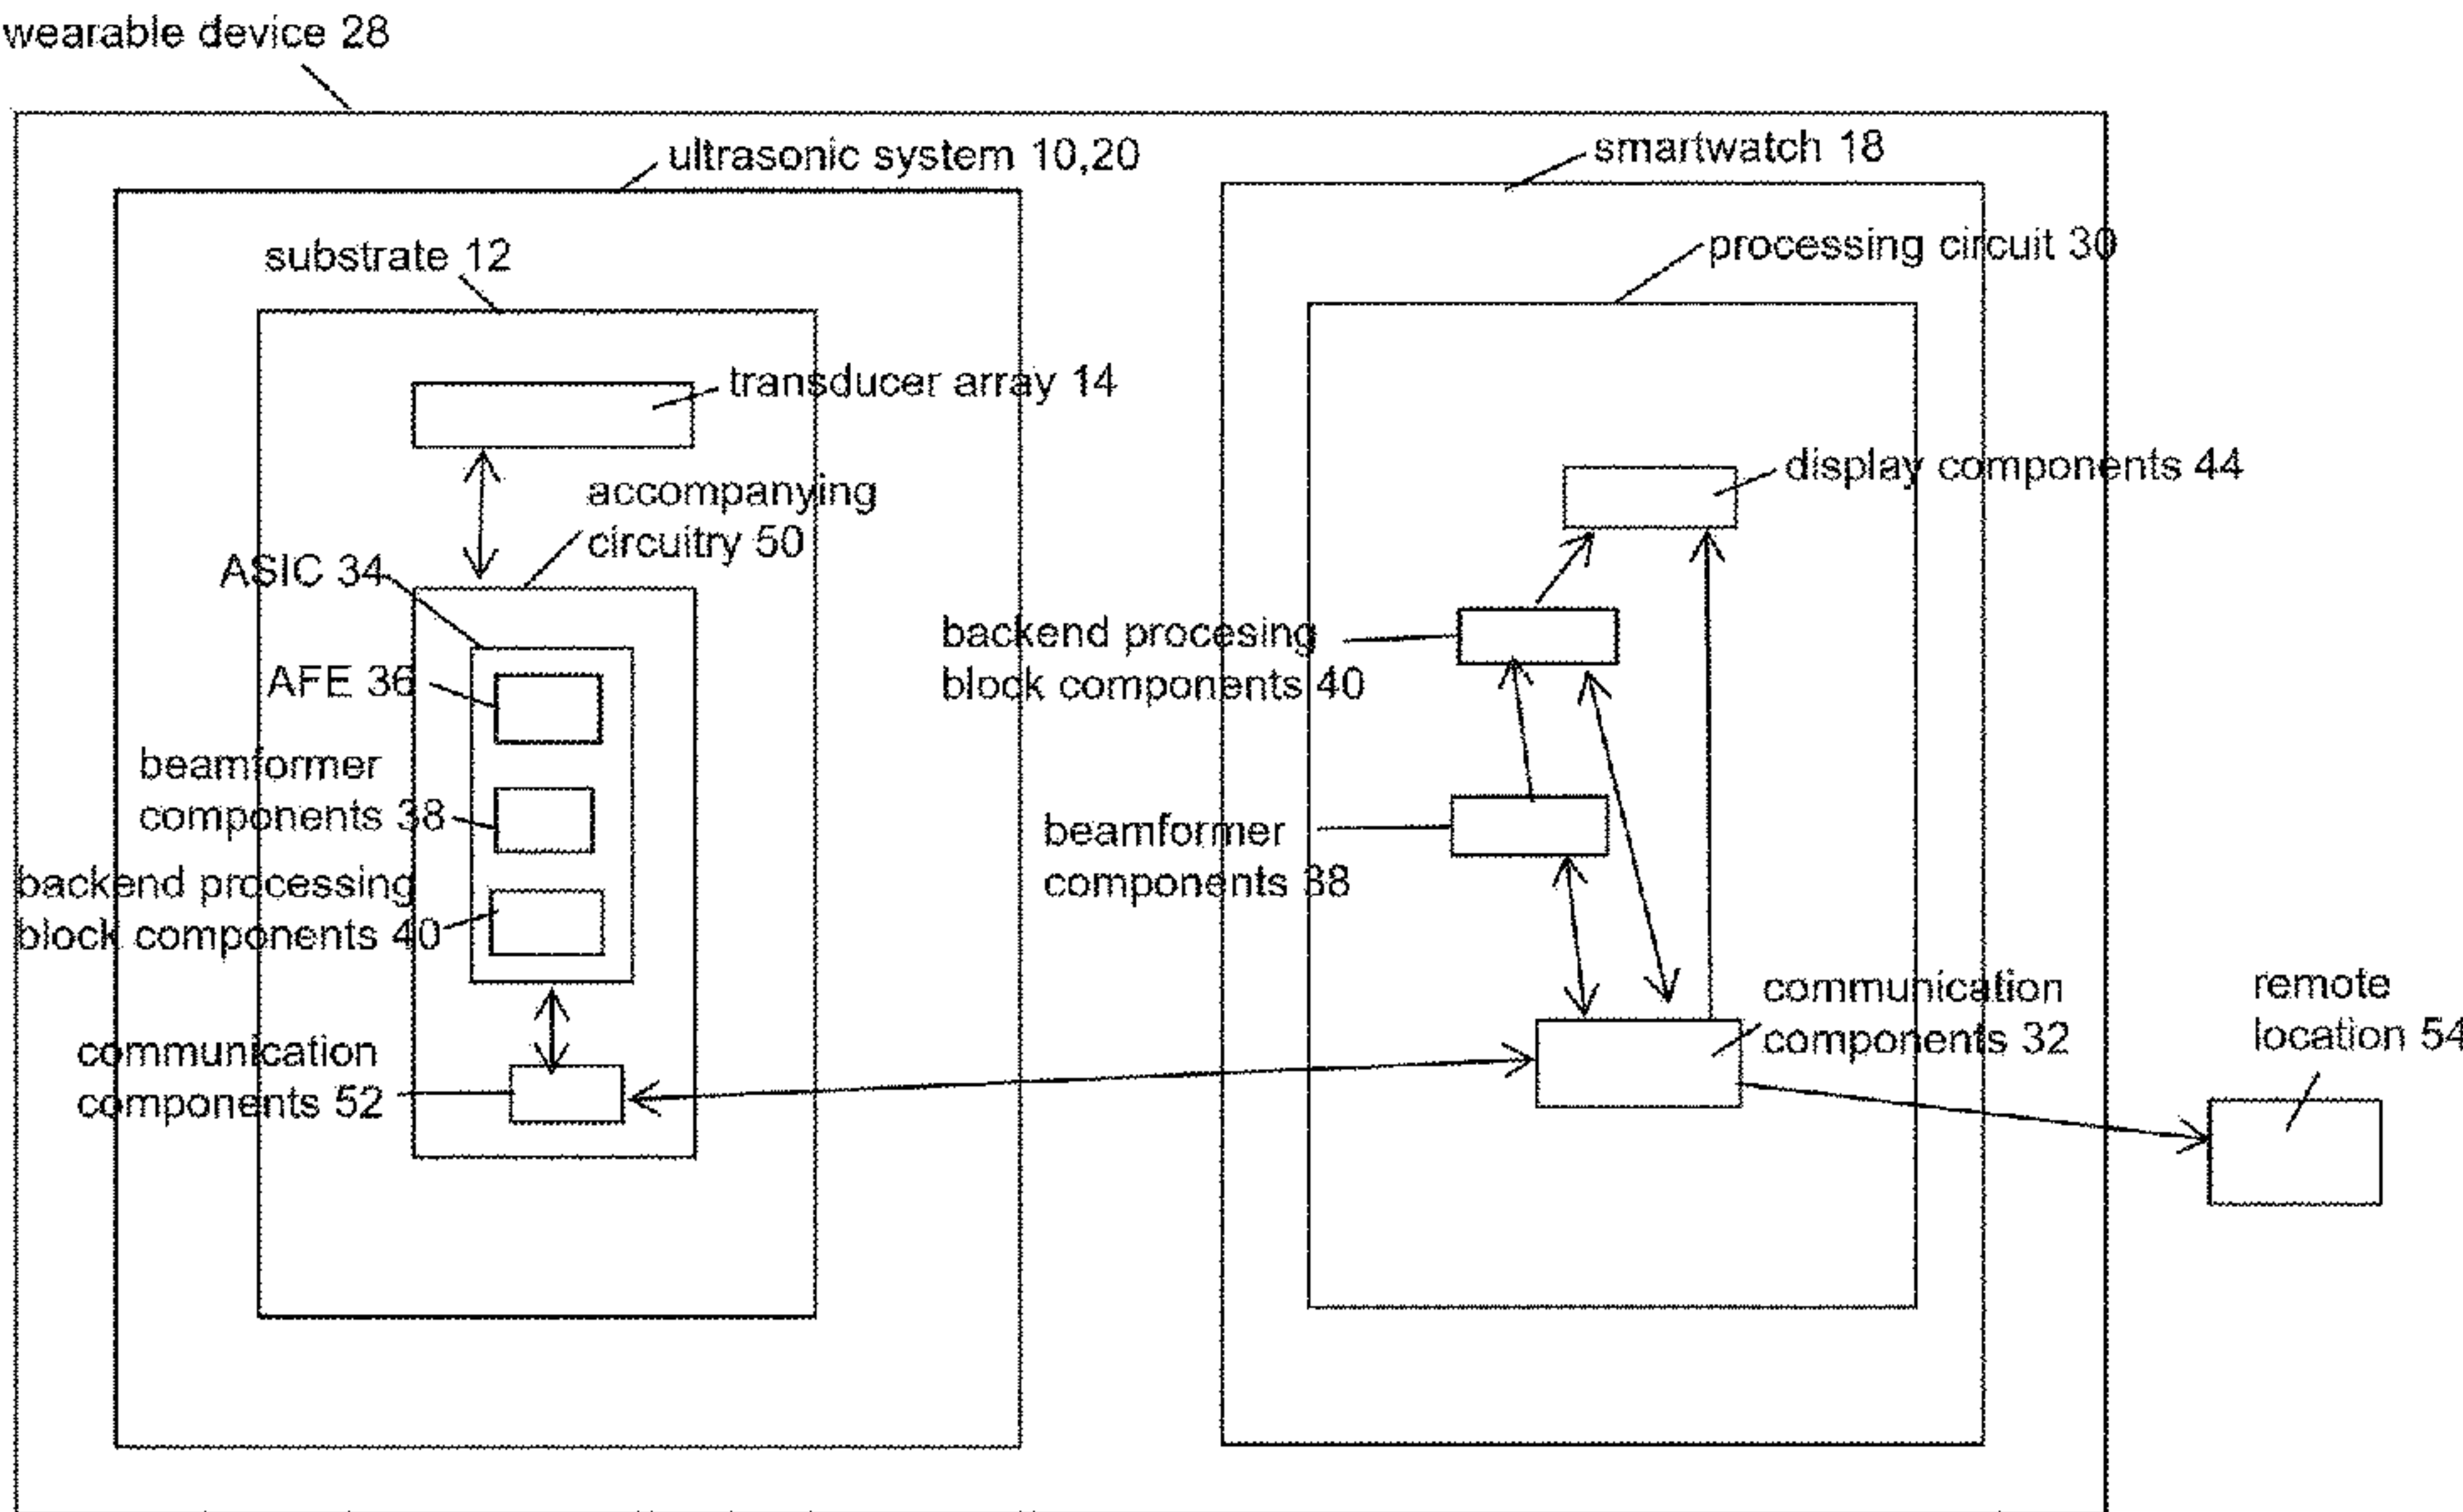 wearable device 28
ultrasonic system 10,20
smartwatch 18
substrate 12
processing circuit 30
transducer array 14
accompanying
circuitry 50
ASIC 34
AFE 36
beamformer
components 38
backend processing
block components 40
communication
components 52
display components 44
backend procesing
block components 40
beamformer
components 38
communication
components 32
remote
location 54